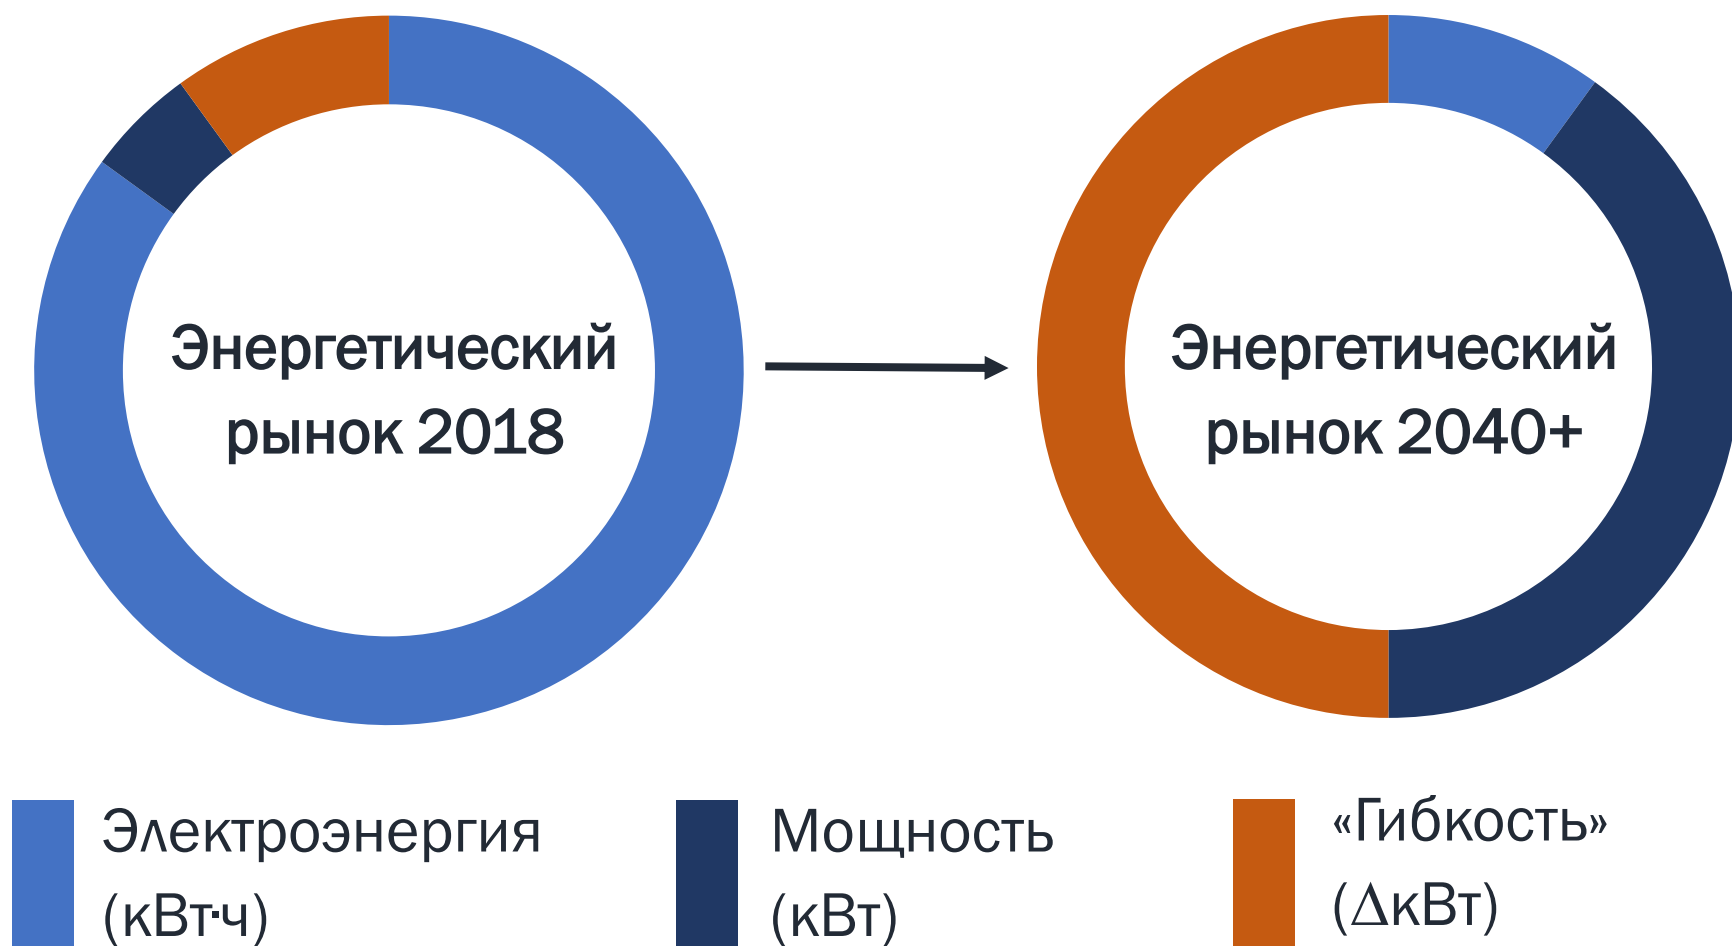 Энергетический
рынок 2018
Энергетический
рынок 2040+
Электроэнергия
(кВт·ч)
Мощность
(кВт)
«Гибкость»
(ΔкВт)